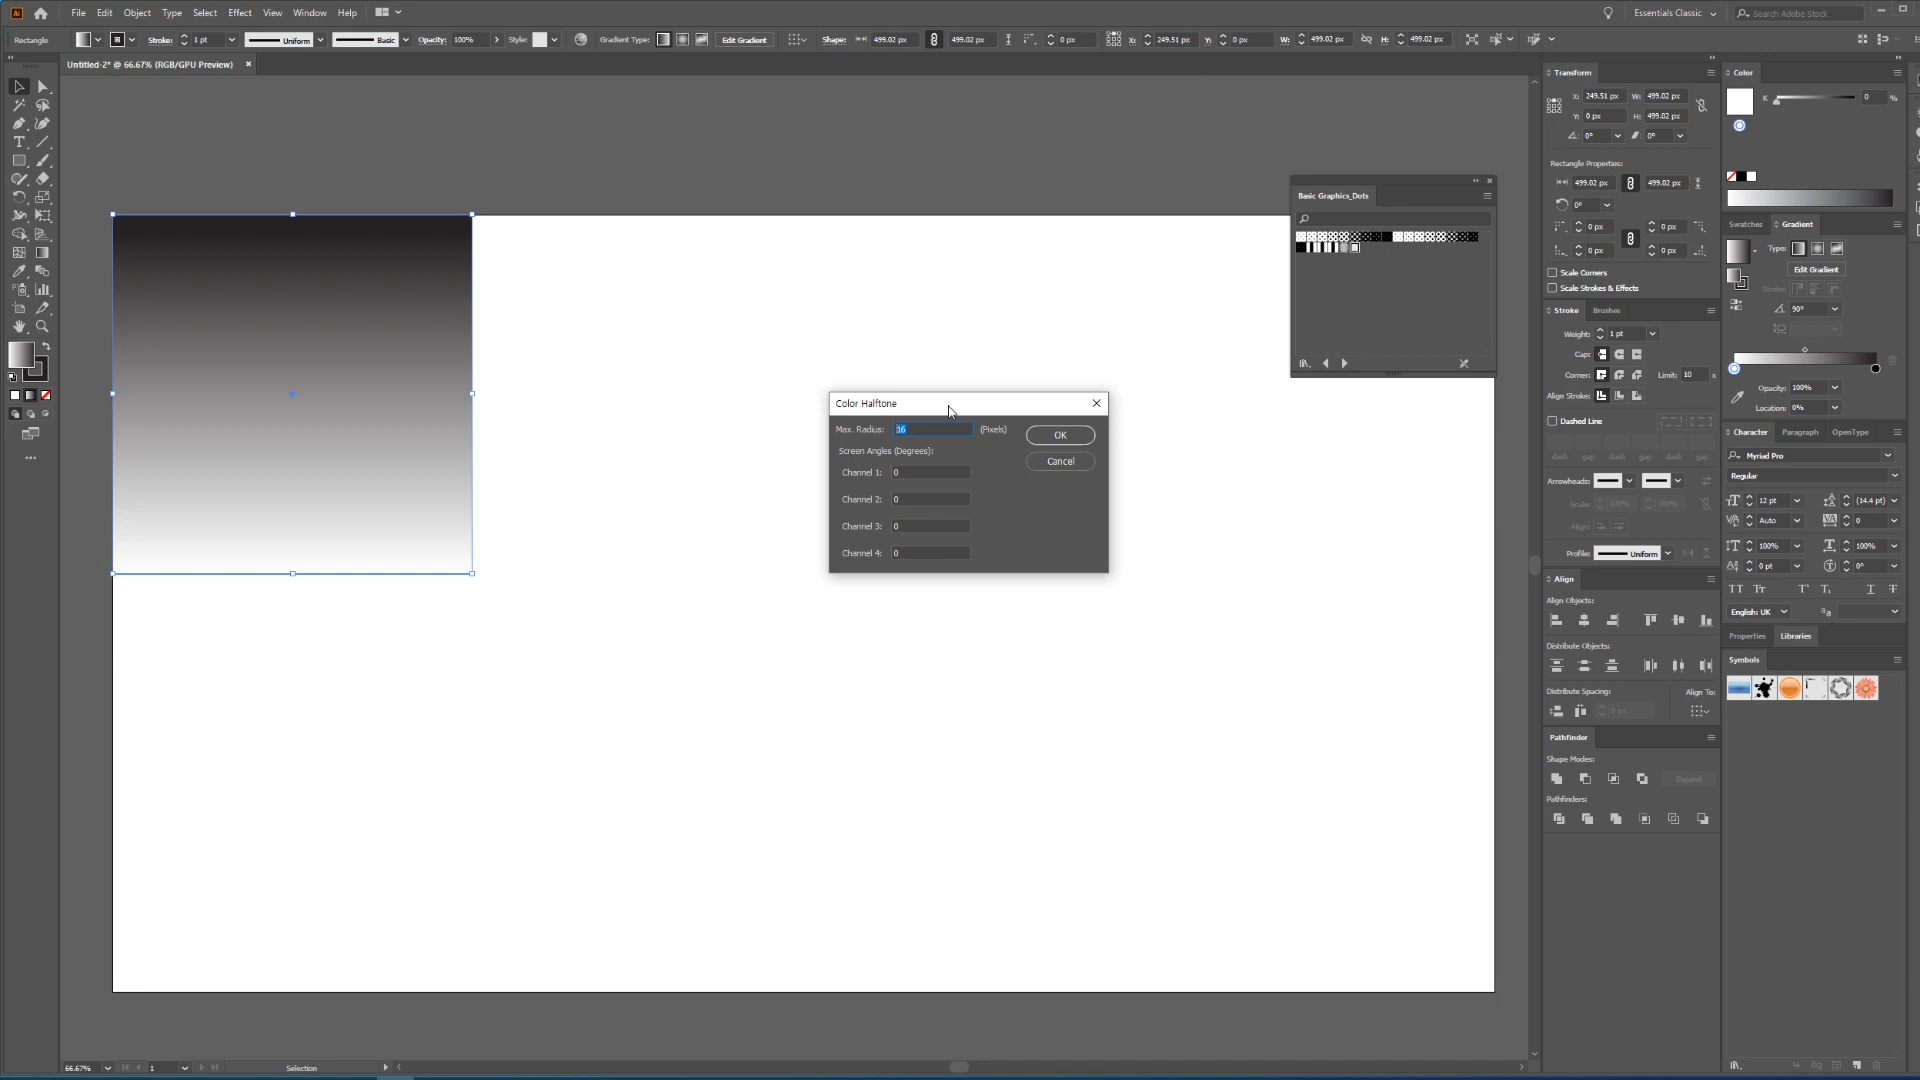 Ai File Edit Object Type Select Effect View Window Help Essentials Classic Search Adobe Stock
Rectangle Stroke: 1 pt Uniform Basic Opacity: 100% Style: Gradient Type: Edit Gradient Shape: 499.02 px 499.02 px 0 px X: 249.51 px Y: 0 px W: 499.02 px H: 499.02 px
Untitled-2* @ 66.67% (RGB/GPU Preview)
Basic Graphics_Dots
Color Halftone
Max. Radius: 16 (Pixels) OK
Screen Angles (Degrees):
Cancel
Channel 1: 0
Channel 2: 0
Channel 3: 0
Channel 4: 0
Transform
X: 249.51 px W: 499.02 px
Y: 0 px H: 499.02 px
0° 0°
Rectangle Properties:
499.02 px 499.02 px
0°
0 px 0 px
0 px 0 px
Scale Corners
Scale Strokes & Effects
Stroke Brushes
Weight: 1 pt
Cap:
Corner: Limit: 10 x
Align Stroke:
Dashed Line
dash gap dash gap dash gap
Arrowheads:
Scale: 100% 100%
Align:
Profile: Uniform
Align
Align Objects:
Distribute Objects:
Distribute Spacing: Align To:
0 px
Pathfinder
Shape Modes:
Expand
Pathfinders:
Color
K 0 %
Swatches Gradient
Type:
Edit Gradient
Stroke:
90°
Opacity: 100%
Location: 0%
Character Paragraph OpenType
Myriad Pro
Regular
12 pt (14.4 pt)
Auto 0
100% 100%
0 pt 0°
English: UK
Properties Libraries
Symbols
66.67% 1 Selection